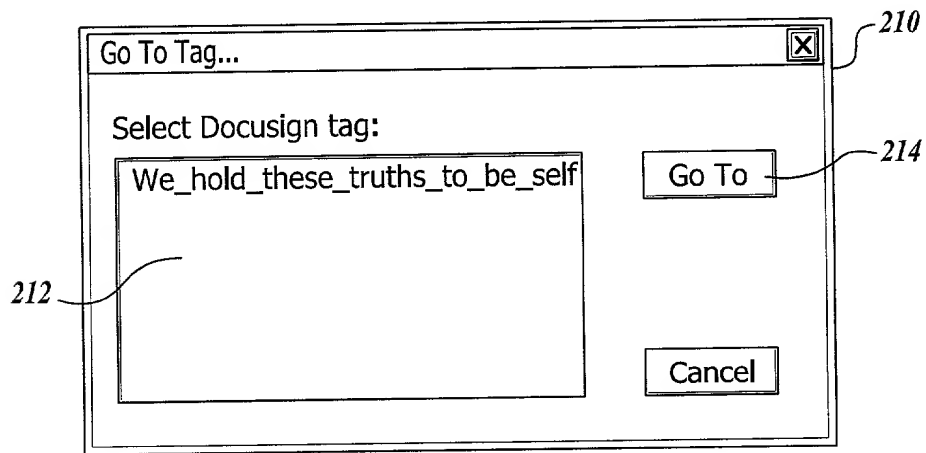 210
Go To Tag...
X
Select Docusign tag:
We_hold_these_truths_to_be_self
Go To
214
212
Cancel